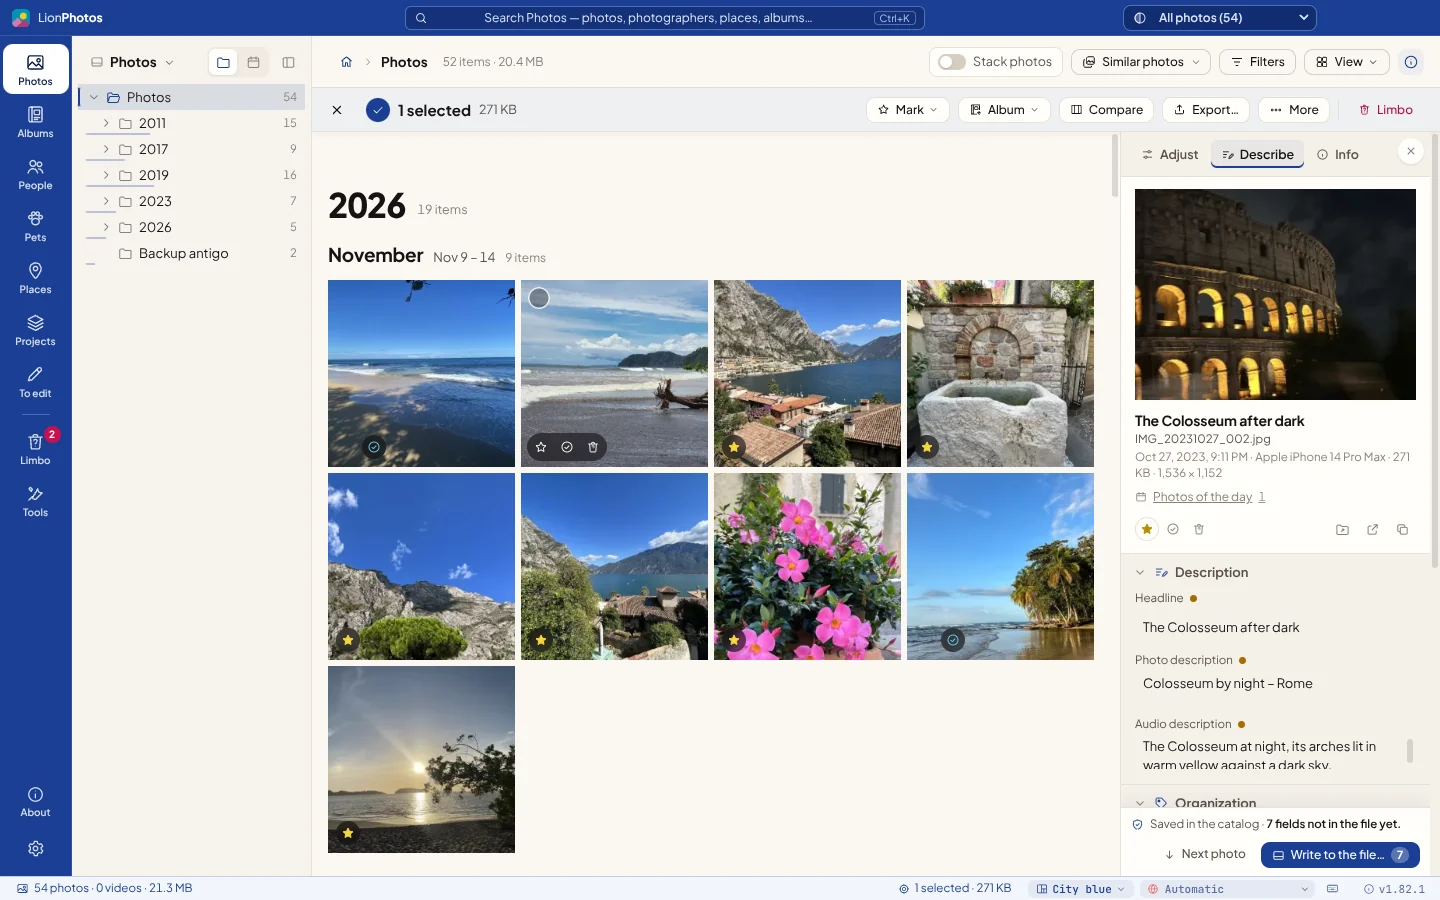 LionPhotos
Search Photos — photos, photographers, places, albums...
Ctrl+K
All photos (54)
Photos
Albums
People
Pets
Places
Projects
To edit
2
Limbo
Tools
About
Photos
Photos 54
2011 15
2017 9
2019 16
2023 7
2026 5
Backup antigo 2
Photos 52 items · 20.4 MB
Stack photos
Similar photos
Filters
View
1 selected 271 KB
Mark
Album
Compare
Export...
More
Limbo
2026 19 items
November Nov 9 – 14 9 items
Adjust
Describe
Info
The Colosseum after dark
IMG_20231027_002.jpg
Oct 27, 2023, 9:11 PM · Apple iPhone 14 Pro Max · 271
KB · 1,536 × 1,152
Photos of the day 1
Description
Headline
The Colosseum after dark
Photo description
Colosseum by night – Rome
Audio description
The Colosseum at night, its arches lit in
warm yellow against a dark sky.
Organization
Saved in the catalog · 7 fields not in the file yet.
Next photo
Write to the file... 7
54 photos · 0 videos · 21.3 MB
1 selected · 271 KB
City blue
Automatic
v1.82.1